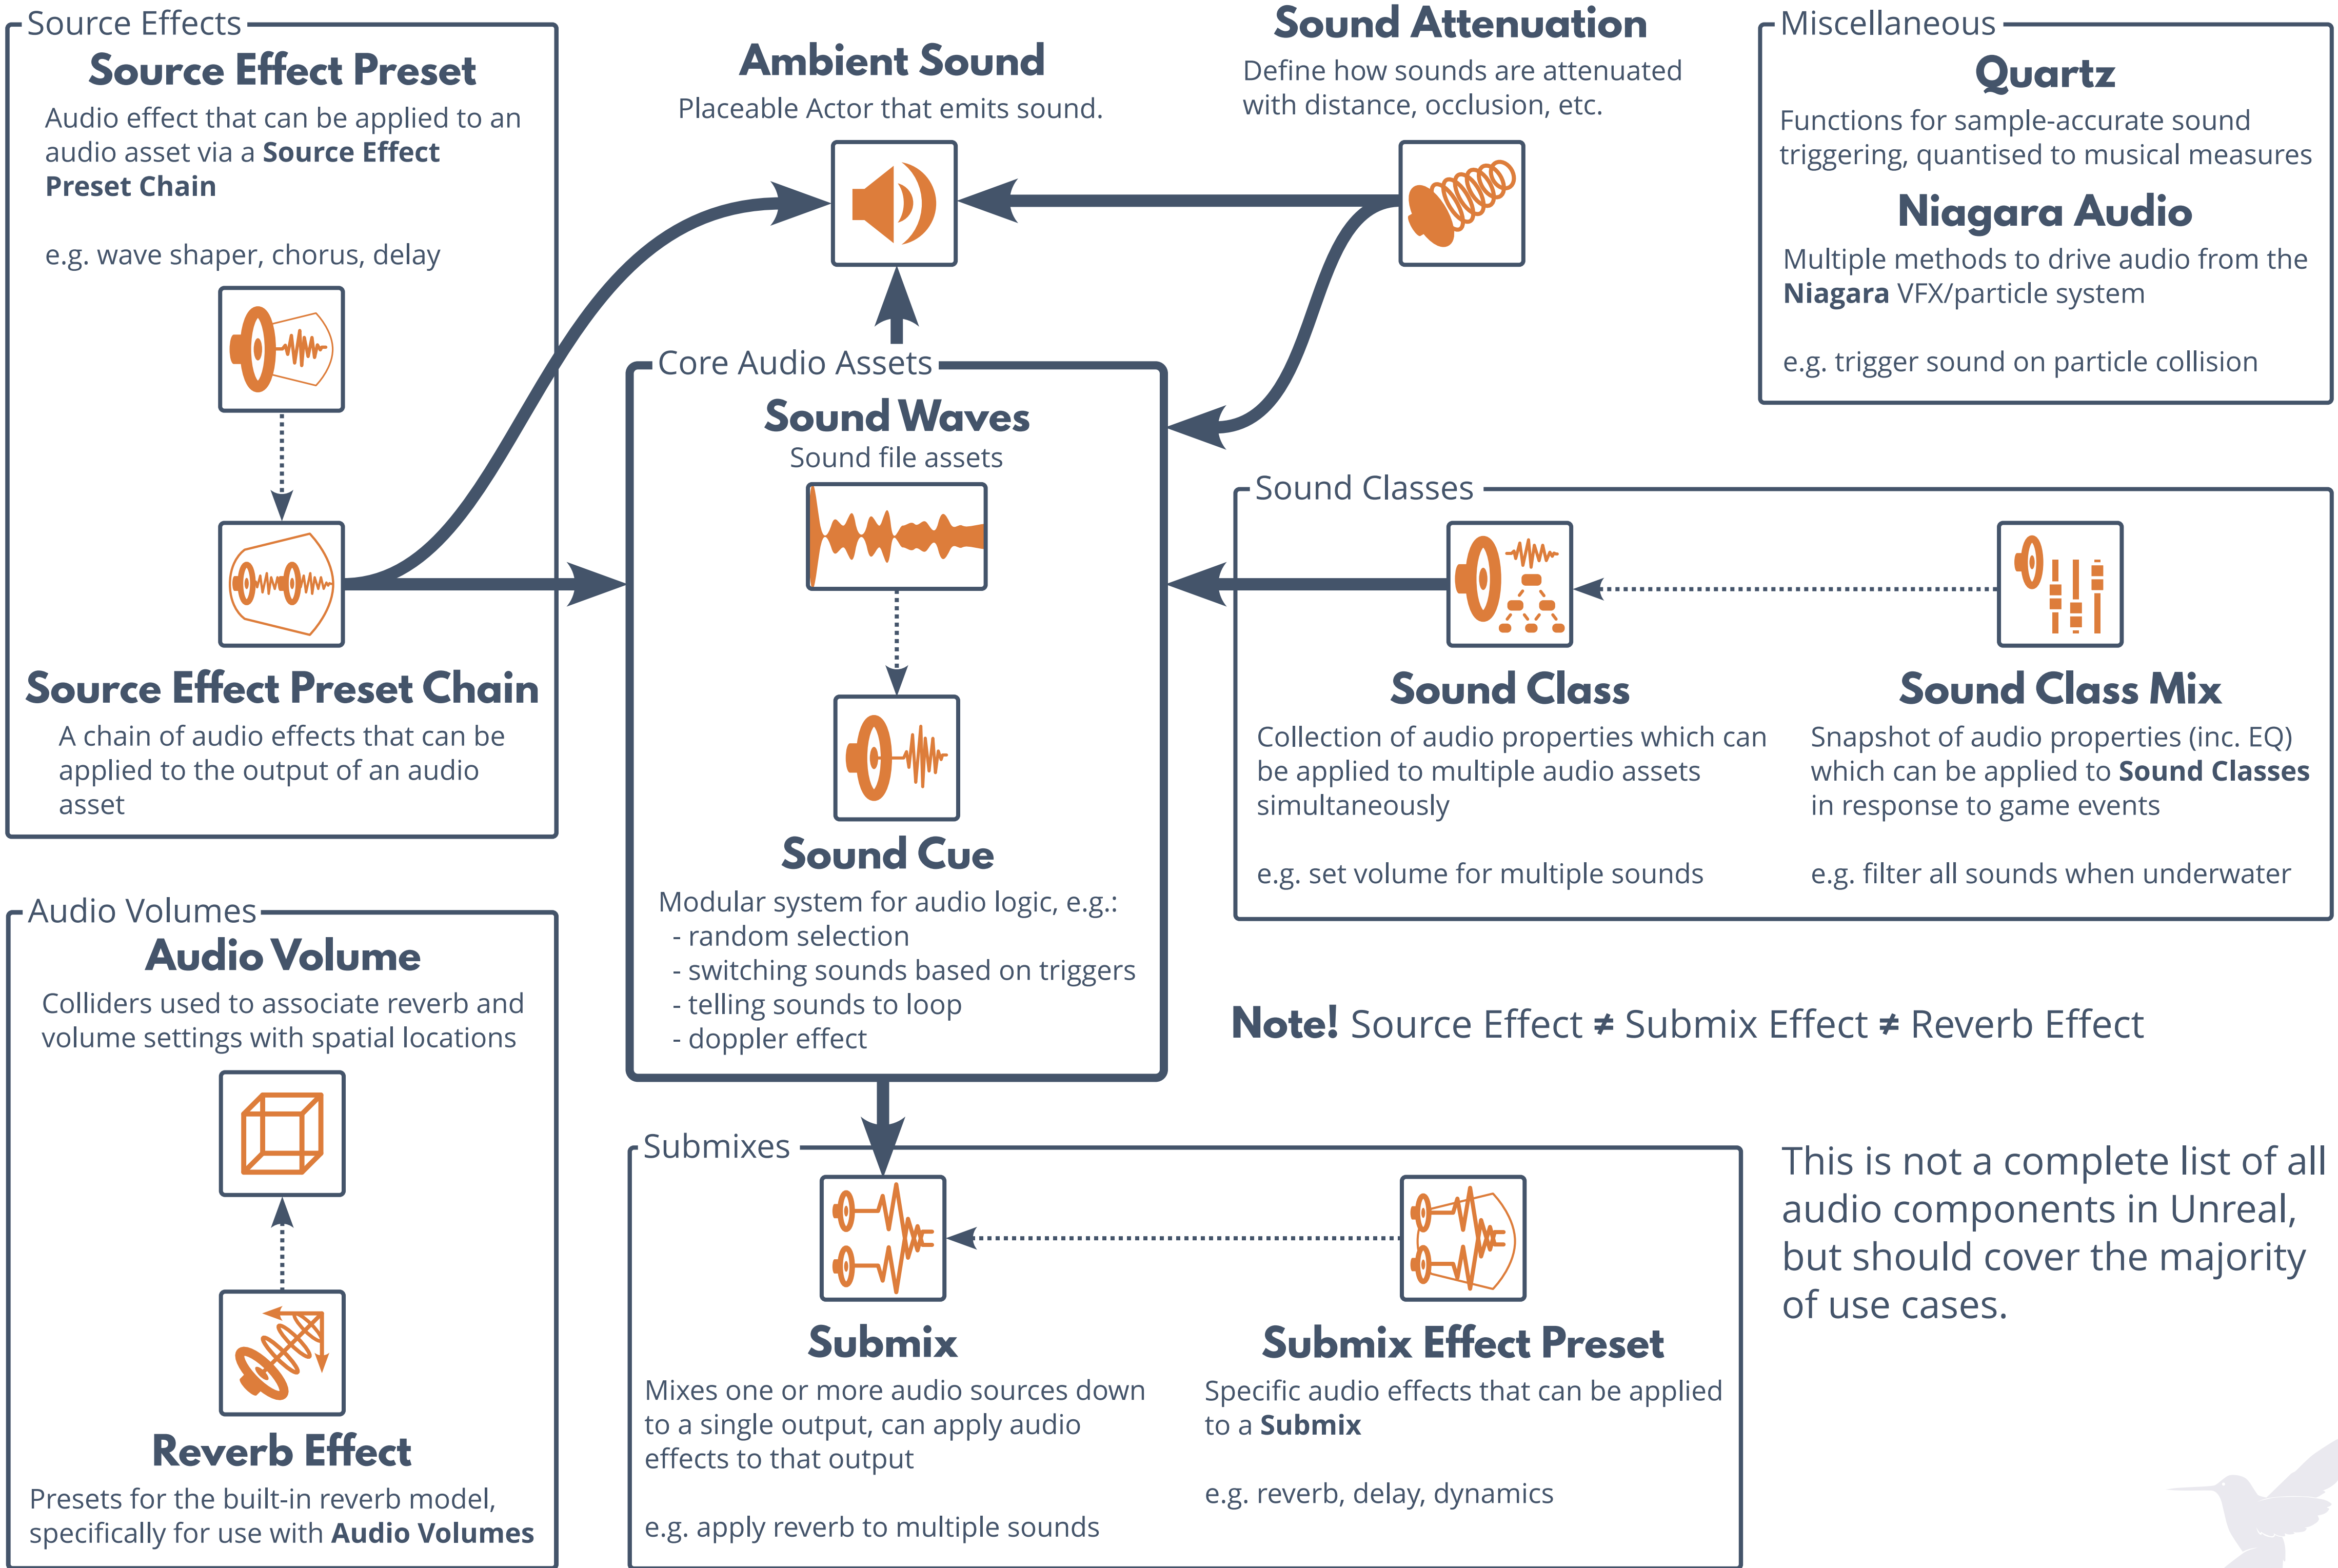 Source Effects
Source Effect Preset
Audio effect that can be applied to an
audio asset via a Source Effect
Preset Chain
e.g. wave shaper, chorus, delay
Source Effect Preset Chain
A chain of audio effects that can be
applied to the output of an audio
asset
Audio Volumes
Audio Volume
Colliders used to associate reverb and
volume settings with spatial locations
Reverb Effect
Presets for the built-in reverb model,
specifically for use with Audio Volumes
Ambient Sound
Placeable Actor that emits sound.
Sound Attenuation
Define how sounds are attenuated
with distance, occlusion, etc.
Core Audio Assets
Sound Waves
Sound file assets
Sound Cue
Modular system for audio logic, e.g.:
- random selection
- switching sounds based on triggers
- telling sounds to loop
- doppler effect
Miscellaneous
Quartz
Functions for sample-accurate sound
triggering, quantised to musical measures
Niagara Audio
Multiple methods to drive audio from the
Niagara VFX/particle system
e.g. trigger sound on particle collision
Sound Classes
Sound Class
Collection of audio properties which can
be applied to multiple audio assets
simultaneously
e.g. set volume for multiple sounds
Sound Class Mix
Snapshot of audio properties (inc. EQ)
which can be applied to Sound Classes
in response to game events
e.g. filter all sounds when underwater
Note! Source Effect ≠ Submix Effect ≠ Reverb Effect
Submixes
Submix
Mixes one or more audio sources down
to a single output, can apply audio
effects to that output
e.g. apply reverb to multiple sounds
Submix Effect Preset
Specific audio effects that can be applied
to a Submix
e.g. reverb, delay, dynamics
This is not a complete list of all
audio components in Unreal,
but should cover the majority
of use cases.